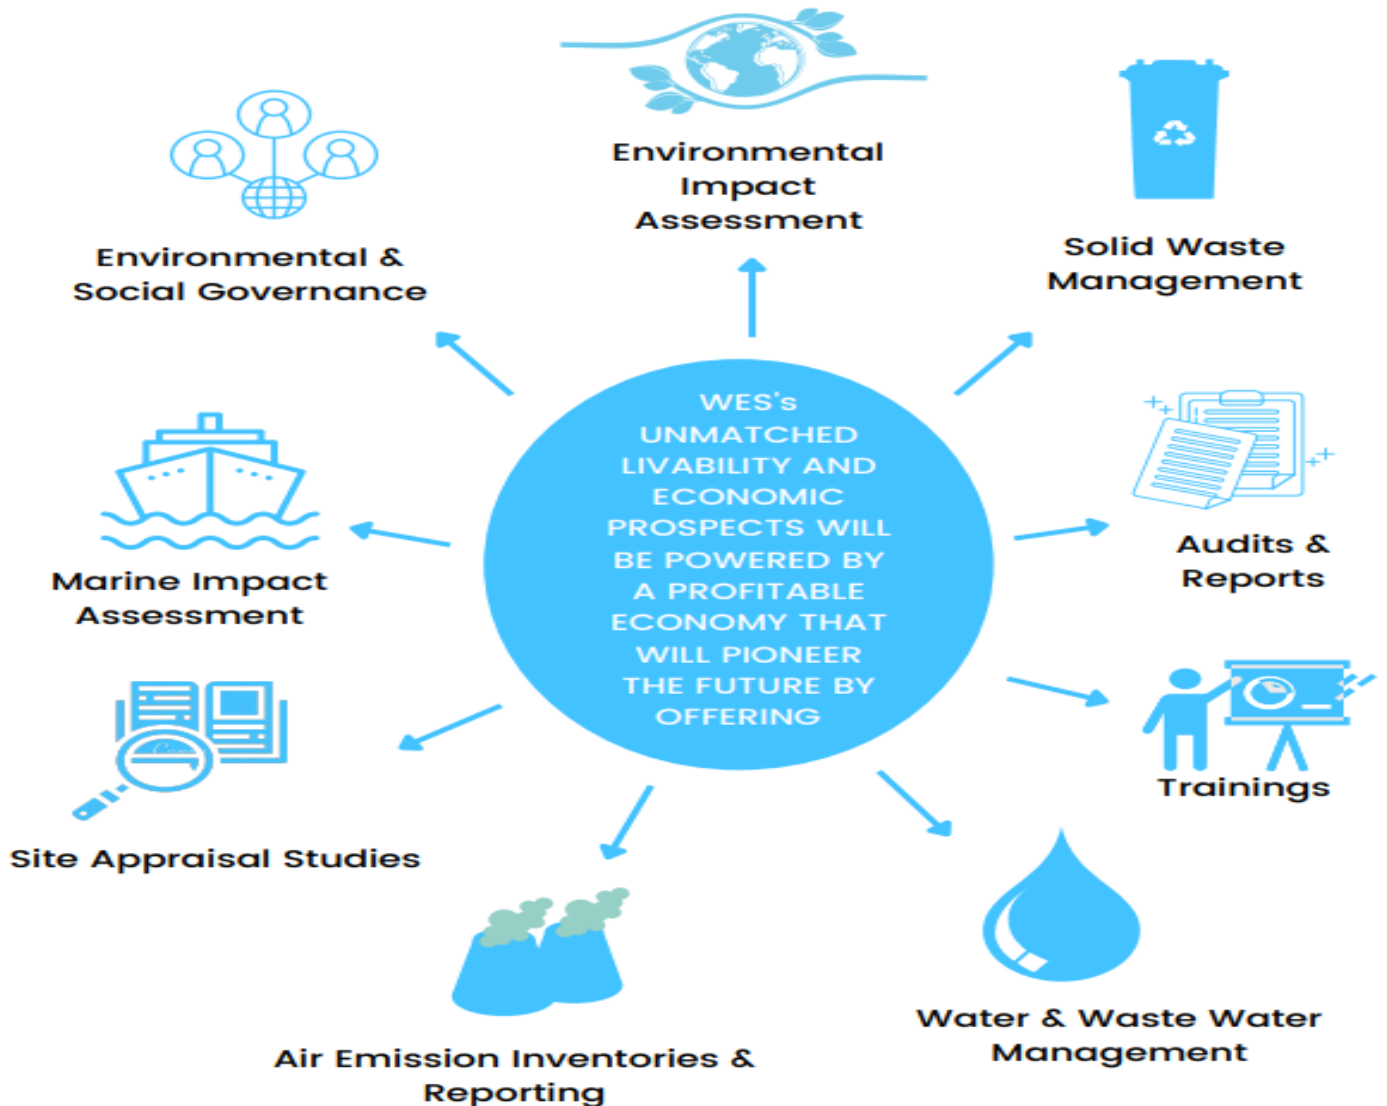 Environmental
Impact
Assessment
Solid Waste
Management
Environmental &
Social Governance
WES's
UNMATCHED
LIVABILITY AND
ECONOMIC
PROSPECTS WILL
BE POWERED BY
A PROFITABLE
ECONOMY THAT
WILL PIONEER
THE FUTURE BY
OFFERING
Audits &
Reports
Marine Impact
Assessment
Trainings
Site Appraisal Studies
Water & Waste Water
Management
Air Emission Inventories &
Reporting